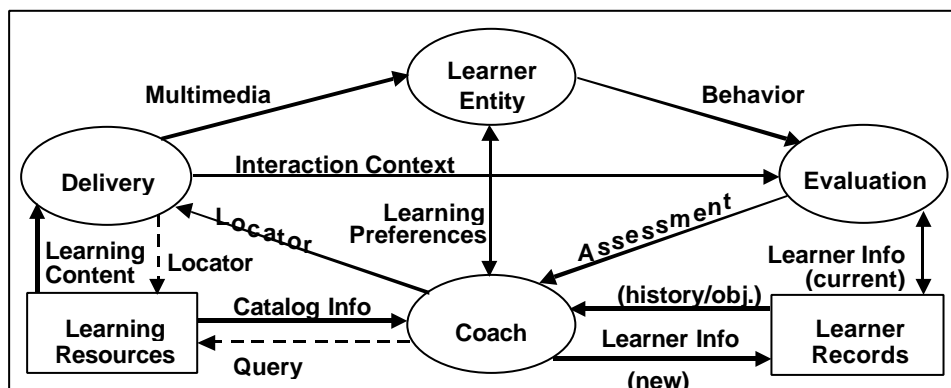 Learner
Entity
Multimedia
Behavior
Interaction Context
Delivery
Evaluation
Learning
Preferences
Locator
Assessment
Learning
Content
Locator
Learner Info
(current)
Catalog Info
(history/obj.)
Learning
Resources
Coach
Learner Info
Learner
Records
Query
(new)